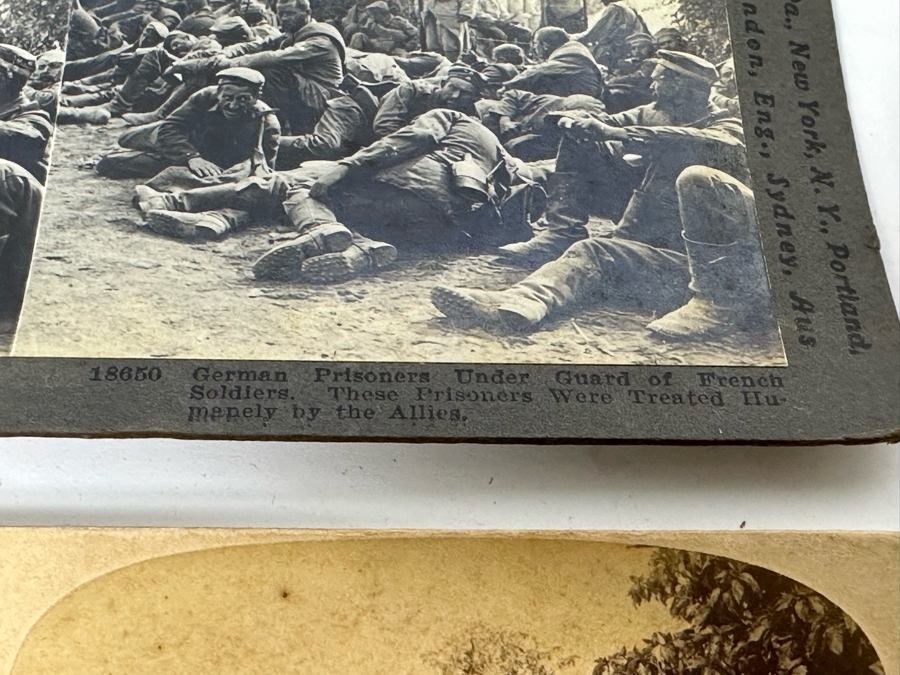 18650 German Prisoners Under Guard of French
Soldiers. These Prisoners Were Treated Hu-
manely by the Allies.
New York, N. Y., Portland,
Eng., Sydney, Aus